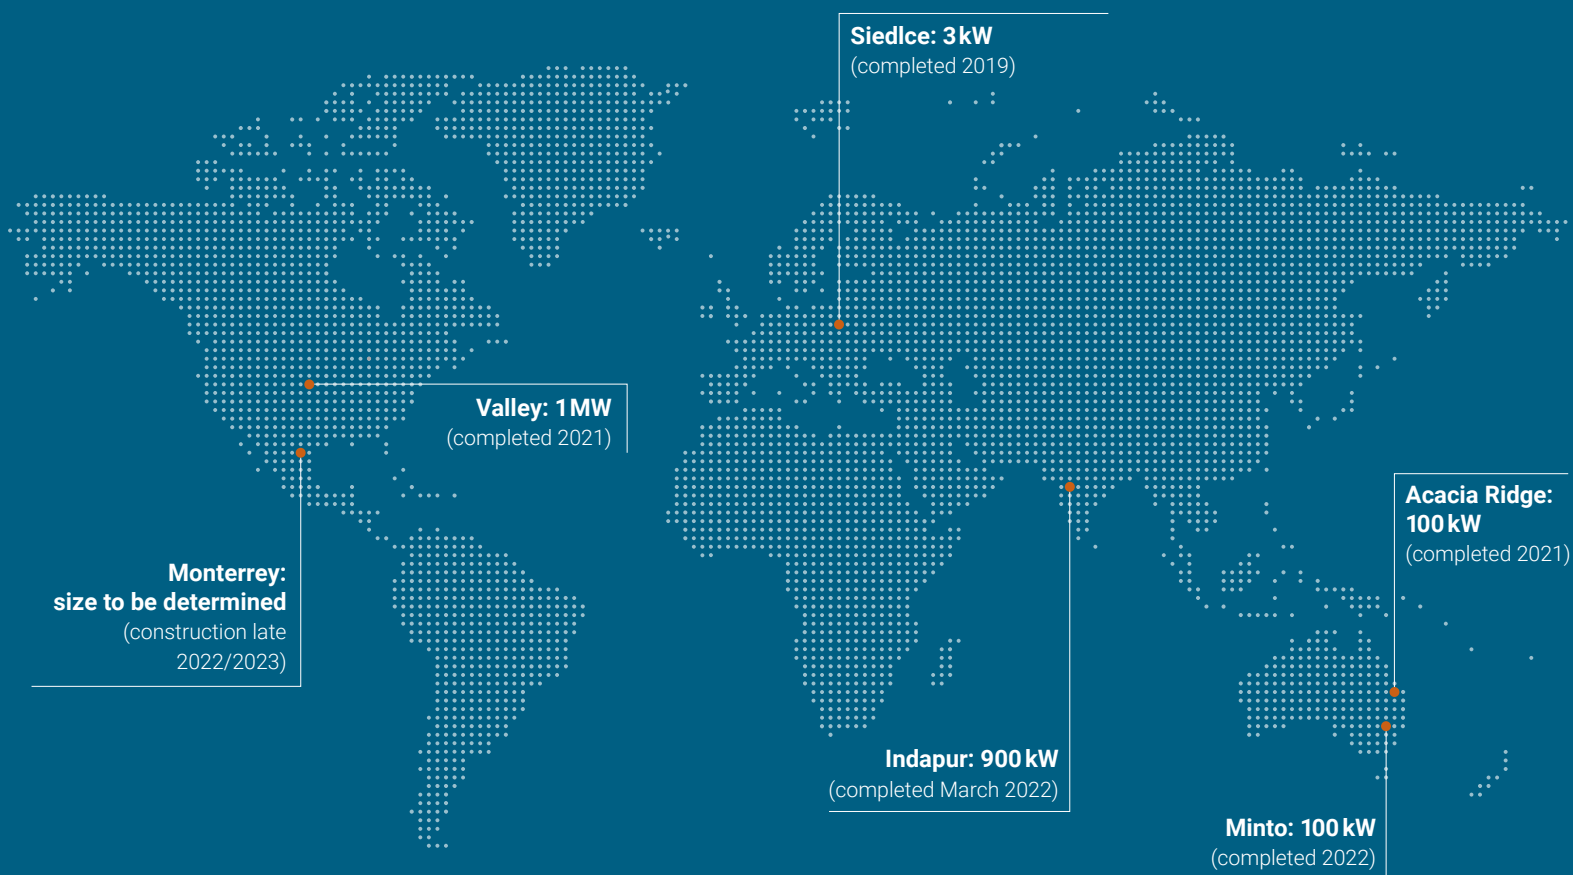 Siedlce: 3 kW
(completed 2019)
Valley: 1 MW
(completed 2021)
Monterrey:
size to be determined
(construction late
2022/2023)
Acacia Ridge:
100 kW
(completed 2021)
Indapur: 900 kW
(completed March 2022)
Minto: 100 kW
(completed 2022)